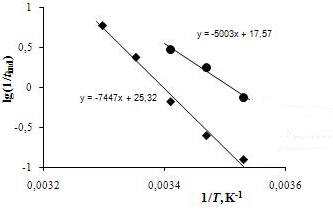 1
0,5
0
-0,5
-1
lg(1/t_ind)
y = -5003x + 17,57
y = -7447x + 25,32
0,0032
0,0034
0,0036
1/T, K⁻¹